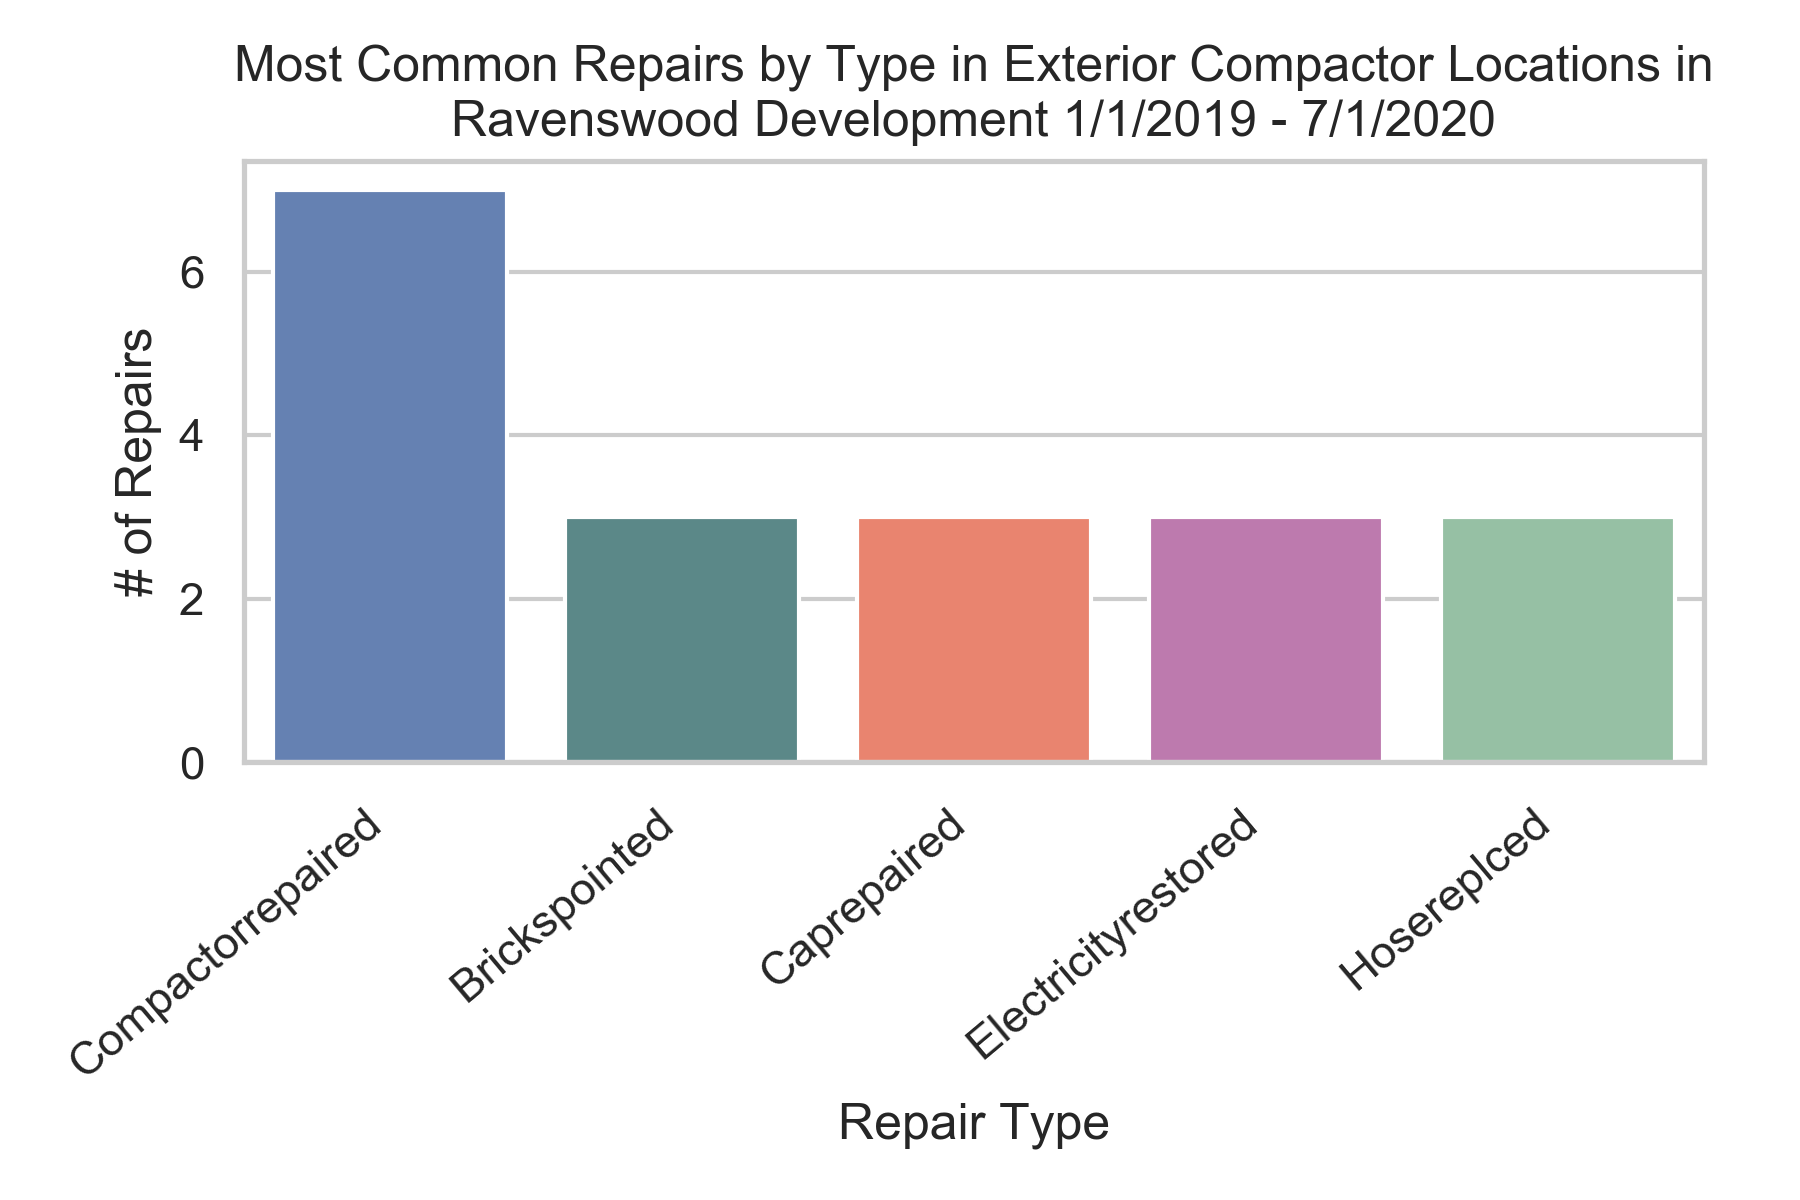 Most Common Repairs by Type in Exterior Compactor Locations in
Ravenswood Development 1/1/2019 - 7/1/2020
# of Repairs
6
4
2
0
Compactorrepaired
Brickspointed
Caprepaired
Electricityrestored
Hosereplced
Repair Type